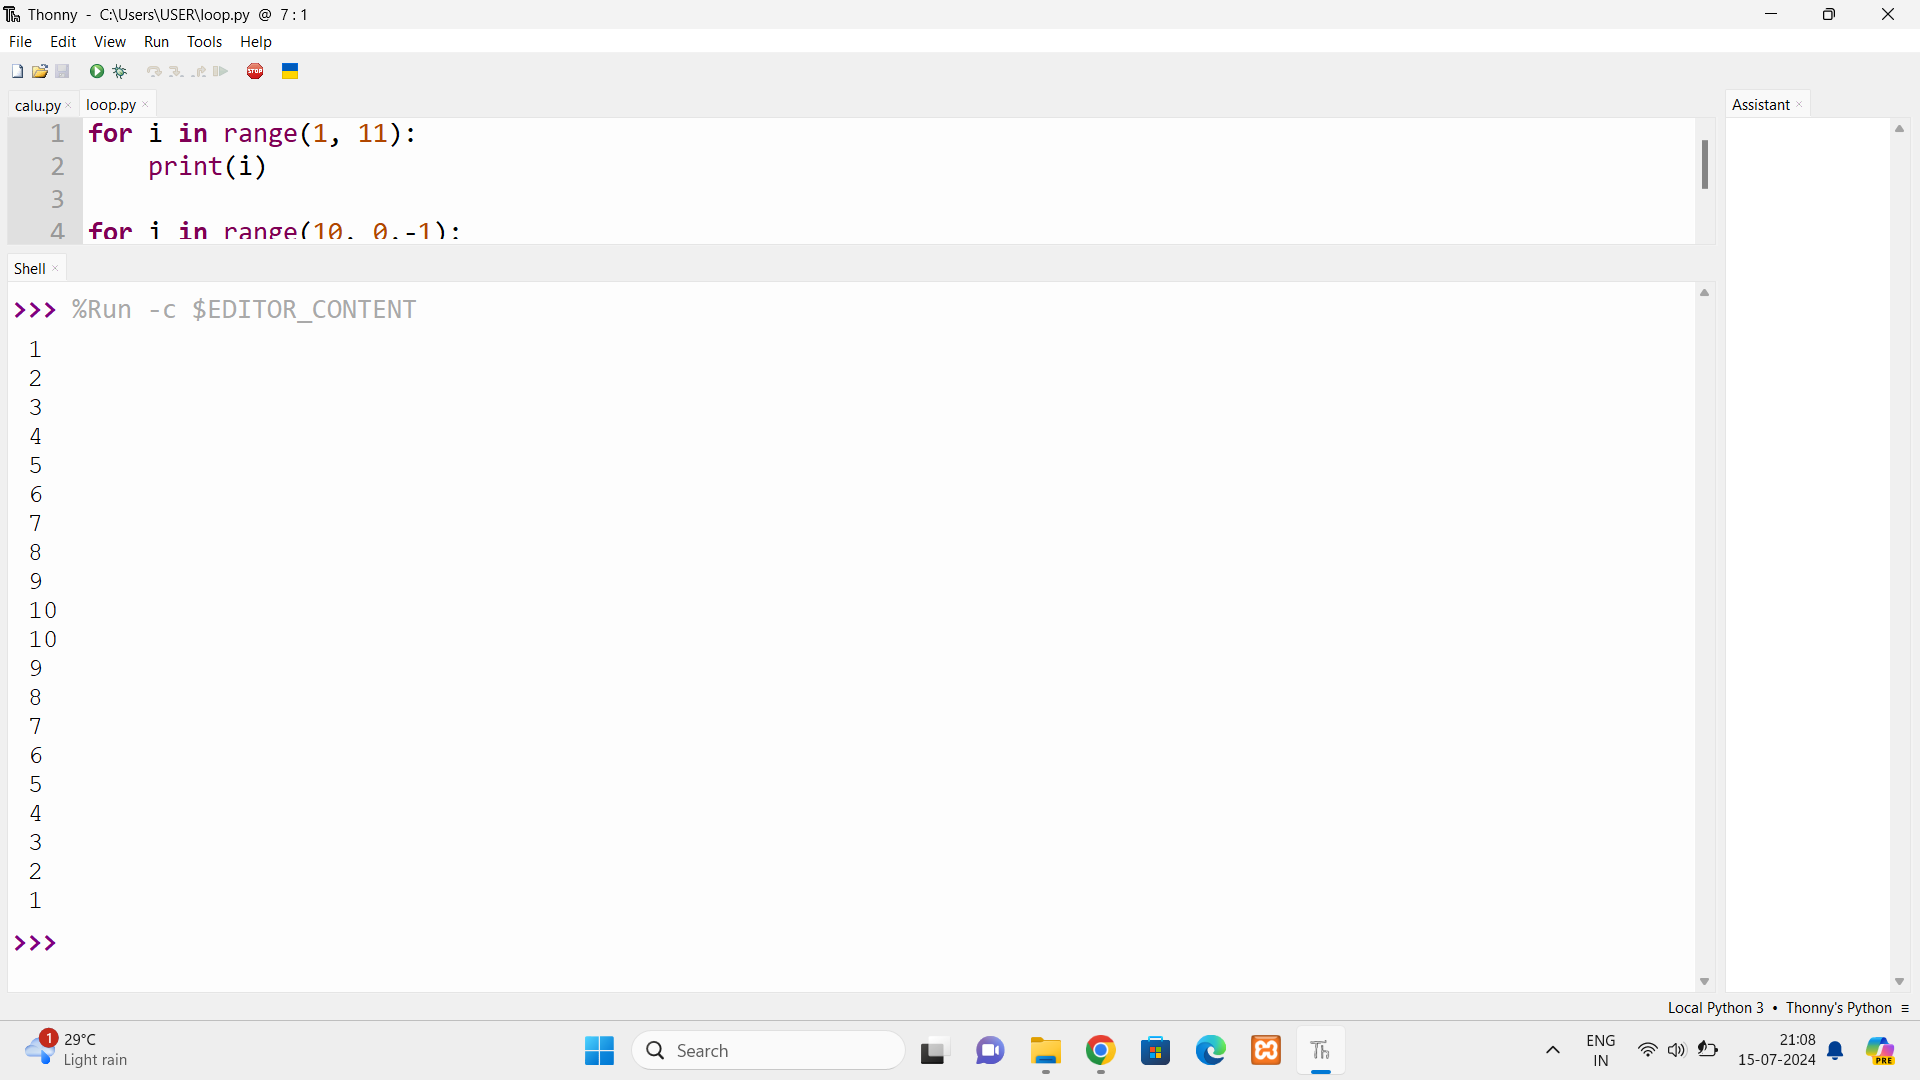 Thonny - C:\Users\USER\loop.py @ 7 : 1
File Edit View Run Tools Help
STOP
calu.py × loop.py ×
Assistant ×
1 for i in range(1, 11):
2     print(i)
3
4 for i in range(10, 0,-1):
Shell ×
>>> %Run -c $EDITOR_CONTENT
1
2
3
4
5
6
7
8
9
10
10
9
8
7
6
5
4
3
2
1
>>>
Local Python 3 • Thonny's Python ≡
1
29°C
Light rain
Search
Th
ENG
IN
21:08
15-07-2024
PRE